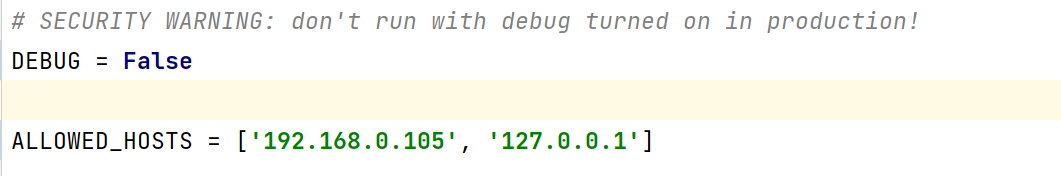 # SECURITY WARNING: don't run with debug turned on in production!
DEBUG = False
ALLOWED_HOSTS = ['192.168.0.105', '127.0.0.1']